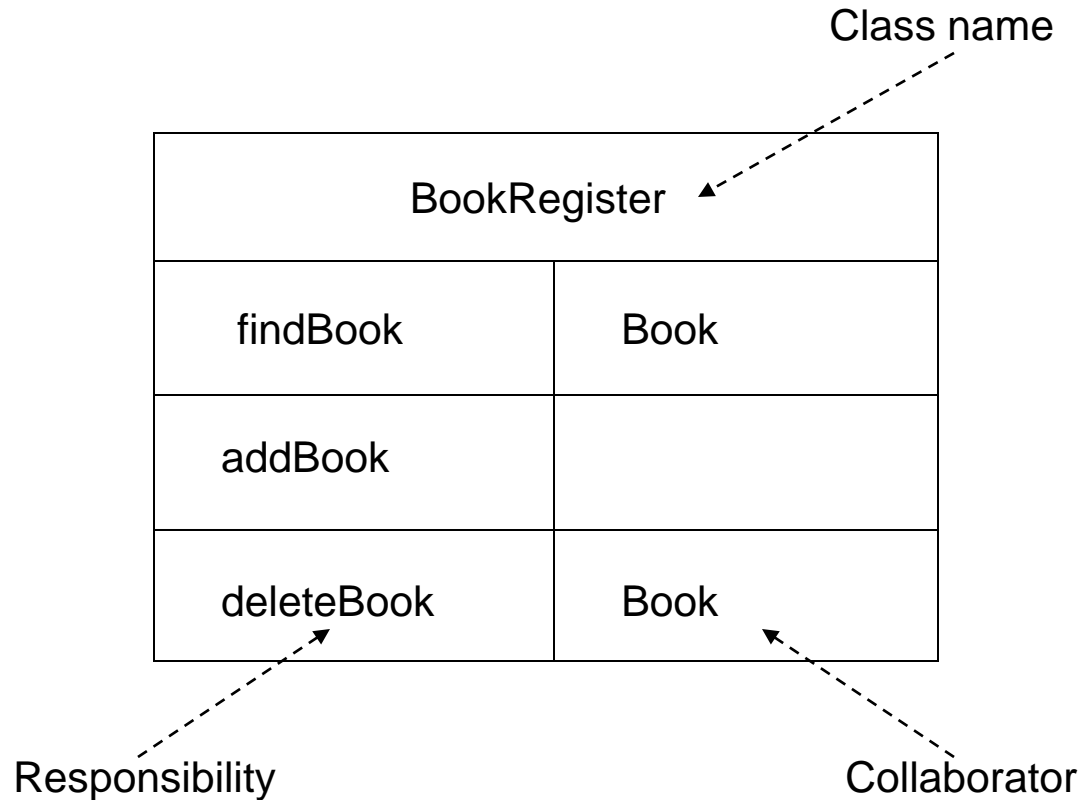 Class name
BookRegister
findBook
Book
addBook
deleteBook
Book
Responsibility
Collaborator